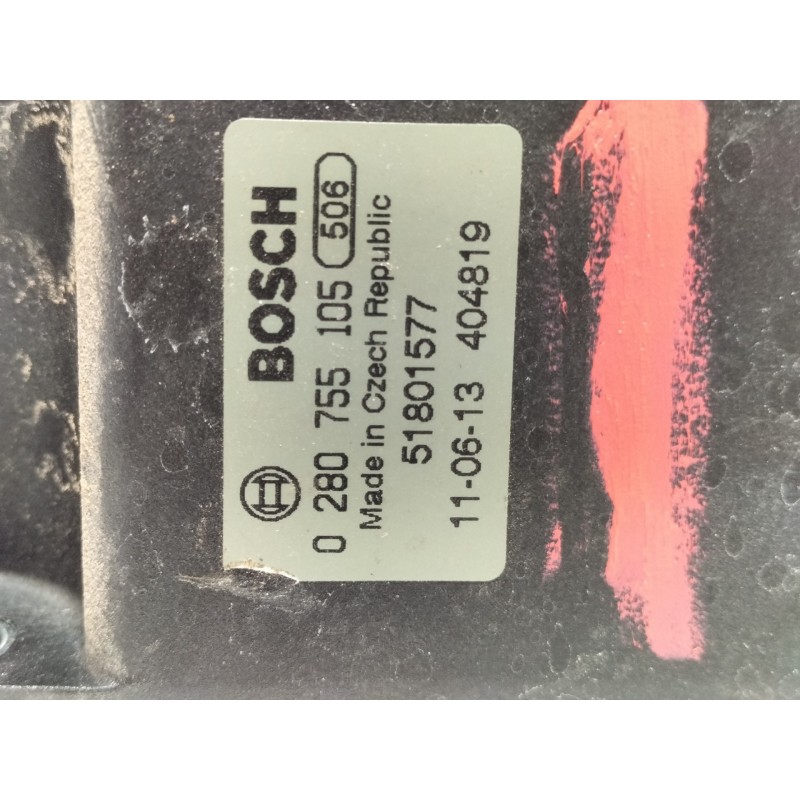 BOSCH
0 280 755 105 506
Made in Czech Republic
51801577
11-06-13 404819